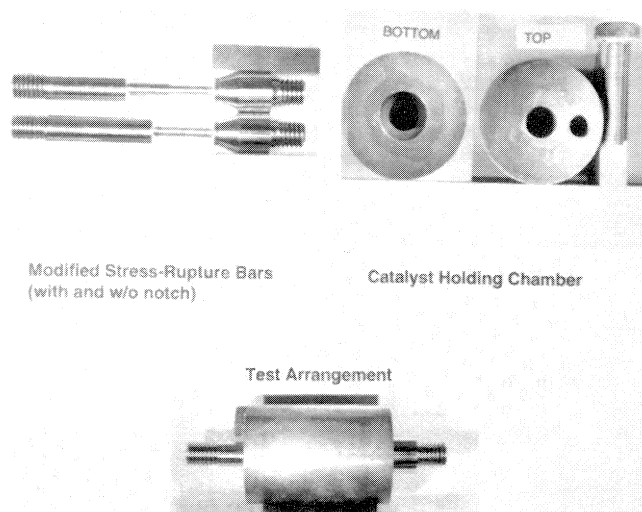 BOTTOM
TOP
Modified Stress-Rupture Bars
(with and w/o notch)
Catalyst Holding Chamber
Test Arrangement